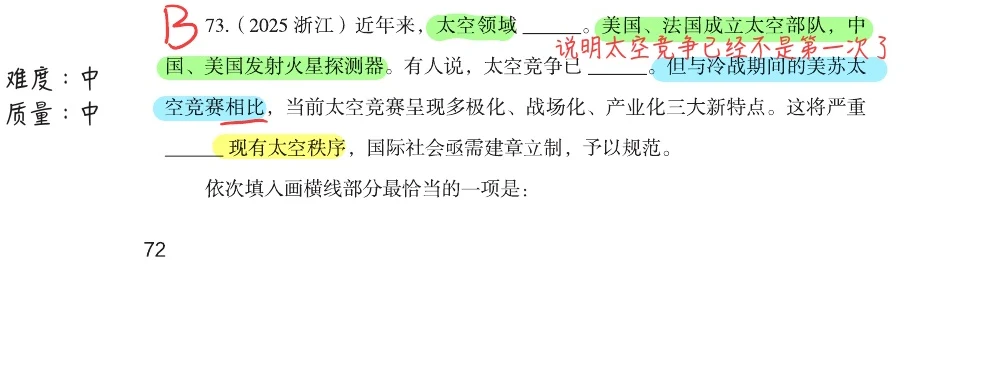 B 73.（2025 浙江）近年来，太空领域 ______。美国、法国成立太空部队，中
说明太空竞争已经不是第一次了
难度：中
国、美国发射火星探测器。有人说，太空竞争已 ______。但与冷战期间的美苏太
质量：中
空竞赛相比，当前太空竞赛呈现多极化、战场化、产业化三大新特点。这将严重
______ 现有太空秩序，国际社会亟需建章立制，予以规范。
依次填入画横线部分最恰当的一项是：
72